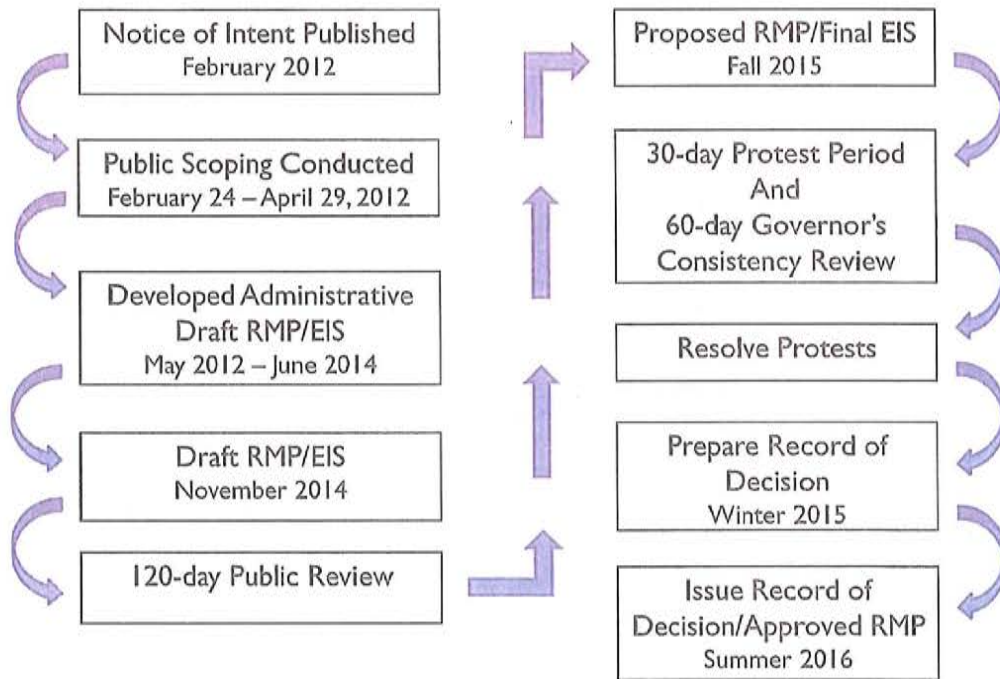 Notice of Intent Published
February 2012
Public Scoping Conducted
February 24 – April 29, 2012
Developed Administrative
Draft RMP/EIS
May 2012 – June 2014
Draft RMP/EIS
November 2014
120-day Public Review
Proposed RMP/Final EIS
Fall 2015
30-day Protest Period
And
60-day Governor's
Consistency Review
Resolve Protests
Prepare Record of
Decision
Winter 2015
Issue Record of
Decision/Approved RMP
Summer 2016